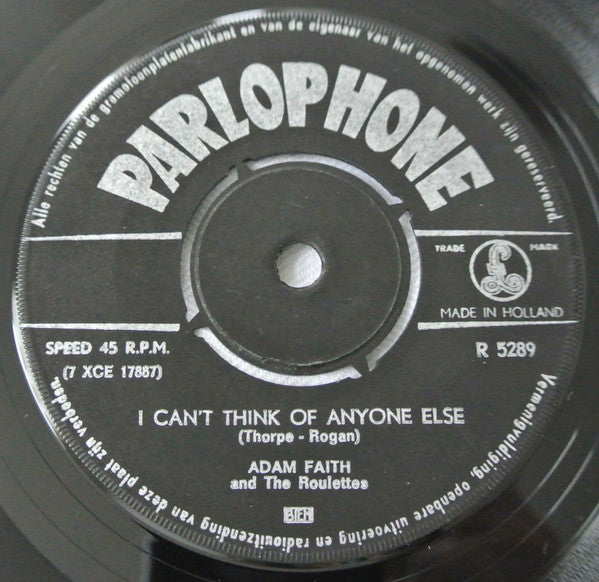 Alle rechten van de gramofoonplatenfabrikant en van de eigenaar van het opgenomen werk zijn gereserveerd.
PARLOPHONE
TRADE MARK
£
MADE IN HOLLAND
SPEED 45 R.P.M.
R 5289
(7 XCE 17887)
I CAN'T THINK OF ANYONE ELSE
(Thorpe - Rogan)
ADAM FAITH
and The Roulettes
Vermenigvuldiging, openbare uitvoering en radiouitzending van deze plaat zijn verboden.